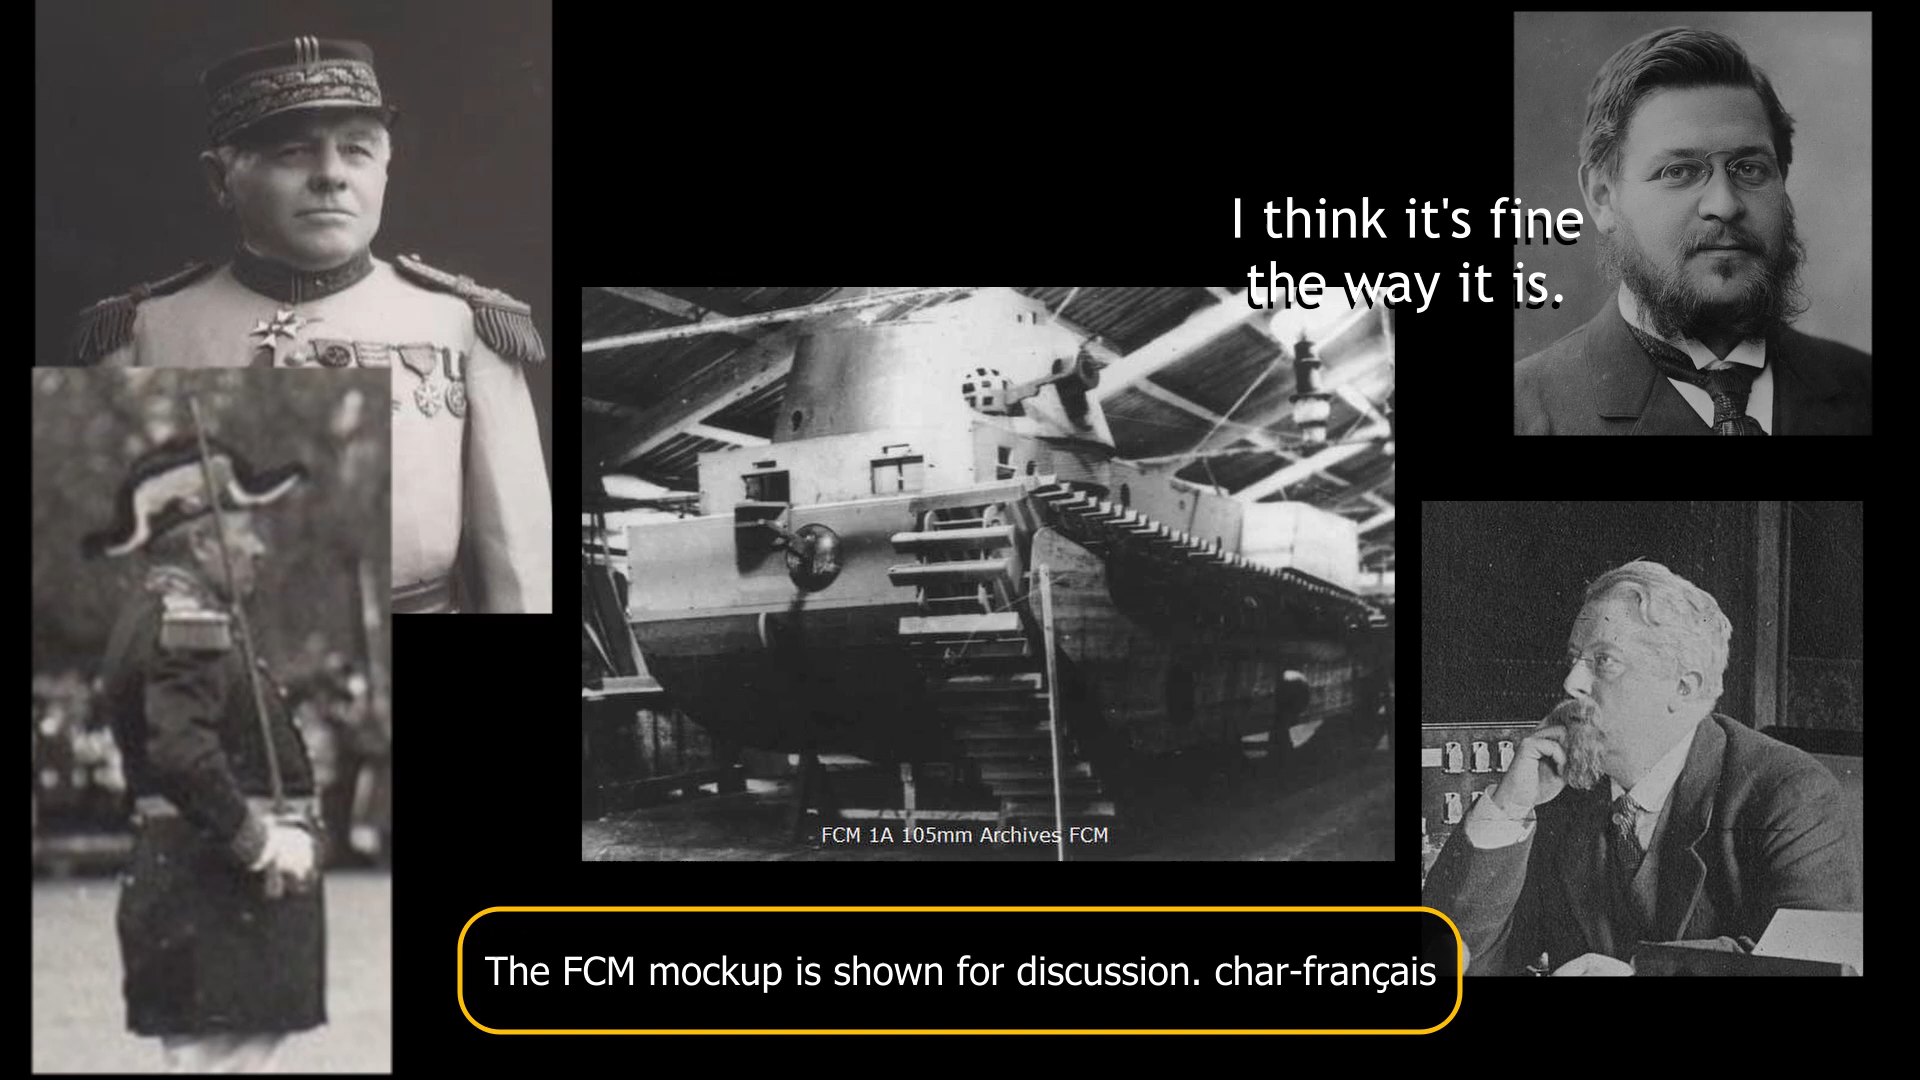 I think it's fine
the way it is.
FCM 1A 105mm Archives FCM
The FCM mockup is shown for discussion. char-français